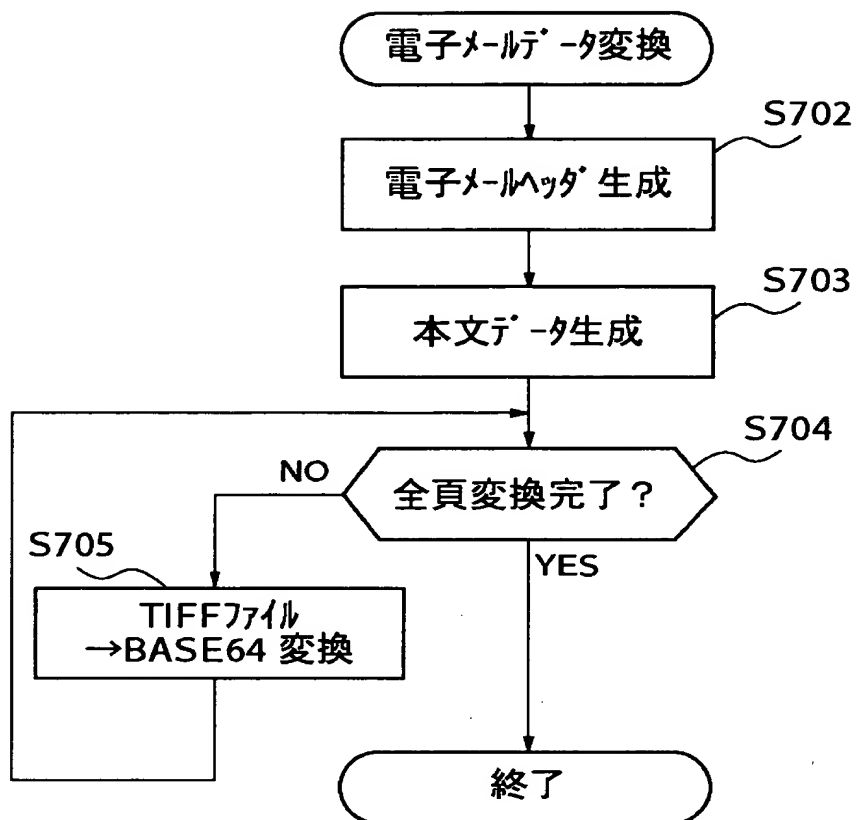 電子ﾒｰﾙﾃﾞｰﾀ変換
S702
電子ﾒｰﾙﾍｯﾀﾞ生成
S703
本文ﾃﾞｰﾀ生成
S704
全頁変換完了？
NO
YES
S705
TIFFﾌｧｲﾙ
→BASE64 変換
終了